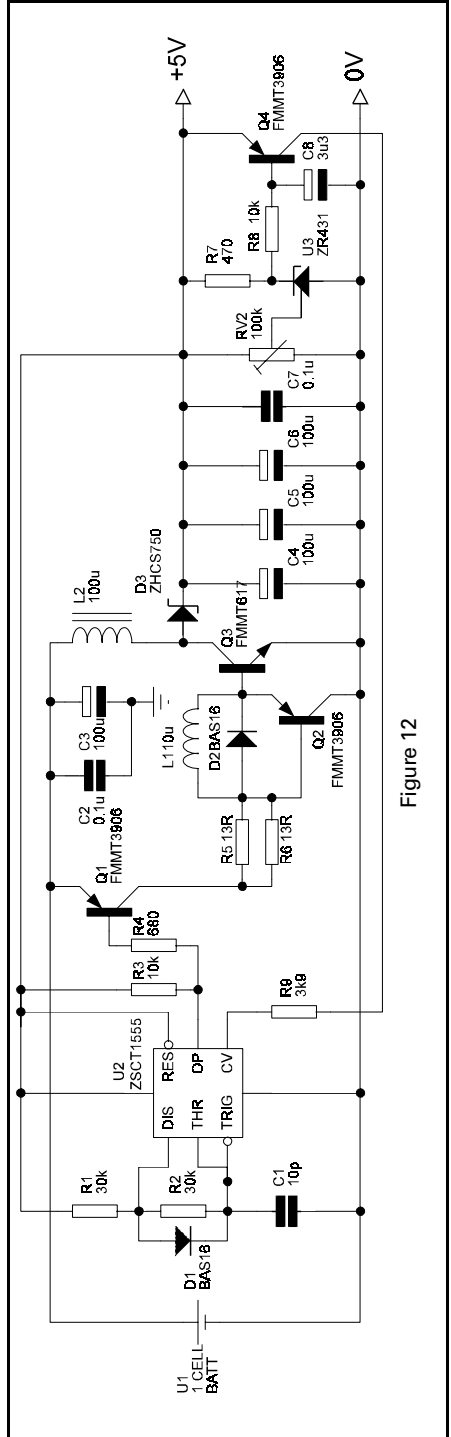 U1
1 CELL
BATT
D1
BAS16
R1
30k
R2
30k
C1
10p
U2
ZSCT1555
DIS
THR
TRIG
RES
OP
CV
R3
10k
R4
680
R9
3k9
Q1
FMMT3906
C2
0.1u
C3
100u
R5 13R
R6 13R
L1 10u
D2 BAS16
Q2
FMMT3906
L2
100u
D3
ZHCS750
Q3
FMMT617
C4
100u
C5
100u
C6
100u
C7
0.1u
RV2
100k
R7
470
R8 10k
U3
ZR431
Q4
FMMT3906
C8
3u3
+5V
0V
Figure 12